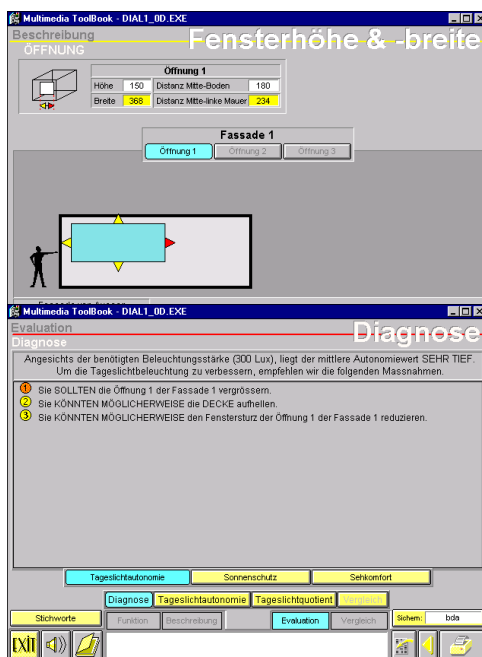 Multimedia ToolBook - DIAL1_0D.EXE
Beschreibung
ÖFFNUNG
Fensterhöhe & -breite
Öffnung 1
Höhe 150 Distanz Mitte-Boden 180
Breite 368 Distanz Mitte-linke Mauer 234
Fassade 1
Öffnung 1 Öffnung 2 Öffnung 3
Multimedia ToolBook - DIAL1_0D.EXE
Evaluation
Diagnose
Diagnose
Angesichts der benötigten Beleuchtungsstärke (300 Lux), liegt der mittlere Autonomiewert SEHR TIEF.
Um die Tageslichtbeleuchtung zu verbessern, empfehlen wir die folgenden Massnahmen.
1 Sie SOLLTEN die Öffnung 1 der Fassade 1 vergrössern.
2 Sie KÖNNTEN MÖGLICHERWEISE die DECKE aufhellen.
3 Sie KÖNNTEN MÖGLICHERWEISE den Fenstersturz der Öffnung 1 der Fassade 1 reduzieren.
Tageslichtautonomie Sonnenschutz Sehkomfort
Diagnose Tageslichtautonomie Tageslichtquotient Vergleich
Stichworte Funktion Beschreibung Evaluation Vergleich Sichern: bda
EXIT